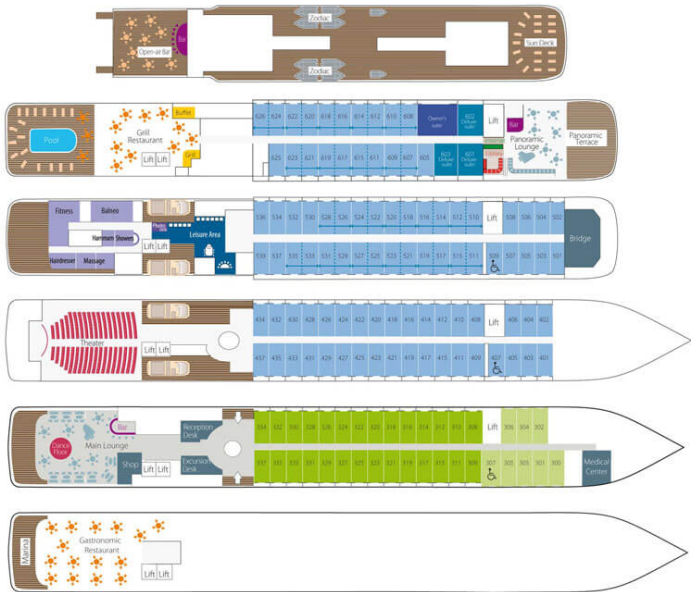 Zodiac
Bar
Open-air Bar
Sun Deck
Zodiac
Buffet
626 624 622 620 618 616 614 612 610 608
Owner's suite
602 Deluxe suite
Lift
Bar
Pool
Grill Restaurant
Panoramic Lounge
Panoramic Terrace
Lift Lift
Grill
625 623 621 619 617 615 611 609 607 605
603 Deluxe suite
601 Deluxe suite
Library
Fitness
Balneo
536 534 532 530 528 526 524 522 520 518 516 514 512 510
Lift
508 506 504 502
Photo desk
Leisure Area
Hammam Showers
Lift Lift
Bridge
Hairdresser
Massage
539 537 535 533 531 529 527 525 523 521 519 517 515 511
509 507 505 503 501
434 432 430 428 426 424 422 420 418 416 414 412 410 408
Lift
406 404 402
Theater
Lift Lift
437 435 433 431 429 427 425 423 421 419 417 415 411 409
407 405 403 401
334 332 330 328 326 324 322 320 318 316 314 312 310 308
Lift
306 304 302
Bar
Reception Desk
Dance Floor
Main Lounge
Shop
Lift Lift
Excursion Desk
337 335 333 331 329 327 325 323 321 319 317 315 311 309
307 305 303 301 300
Medical Center
Marina
Gastronomic Restaurant
Lift Lift